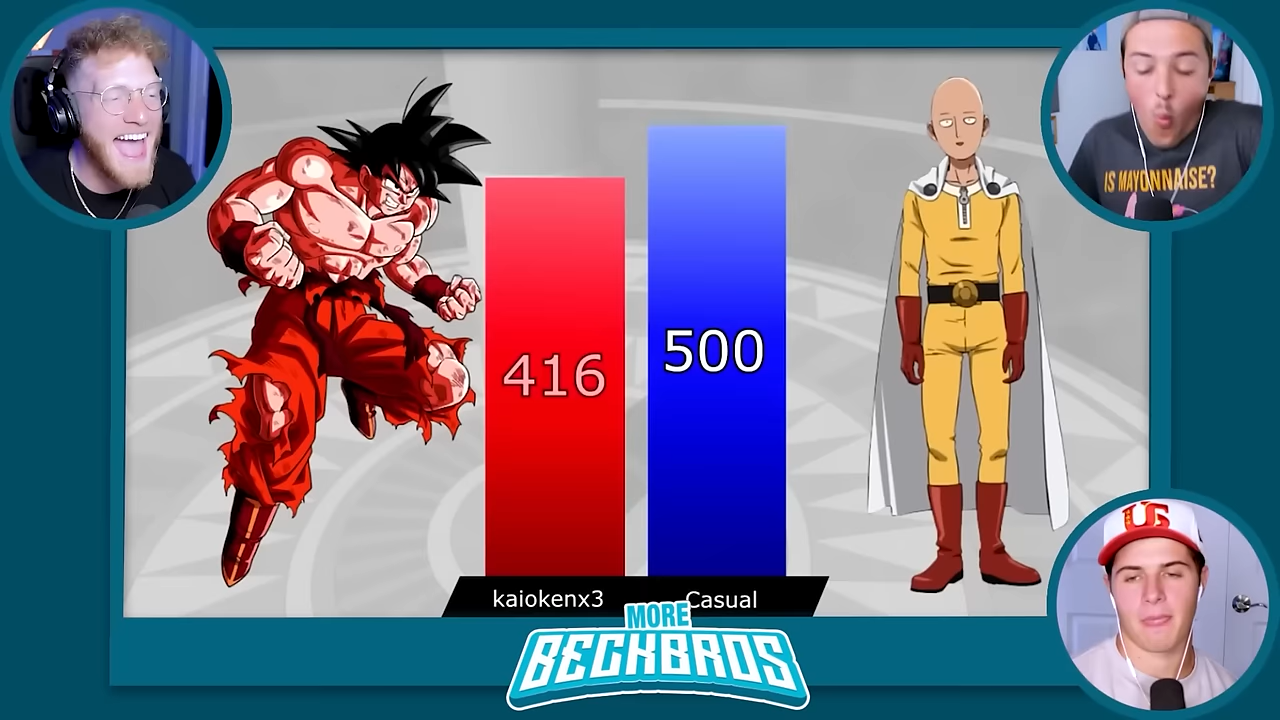 IS MAYONNAISE?
416
500
kaiokenx3
Casual
MORE
BECKBROS
UG